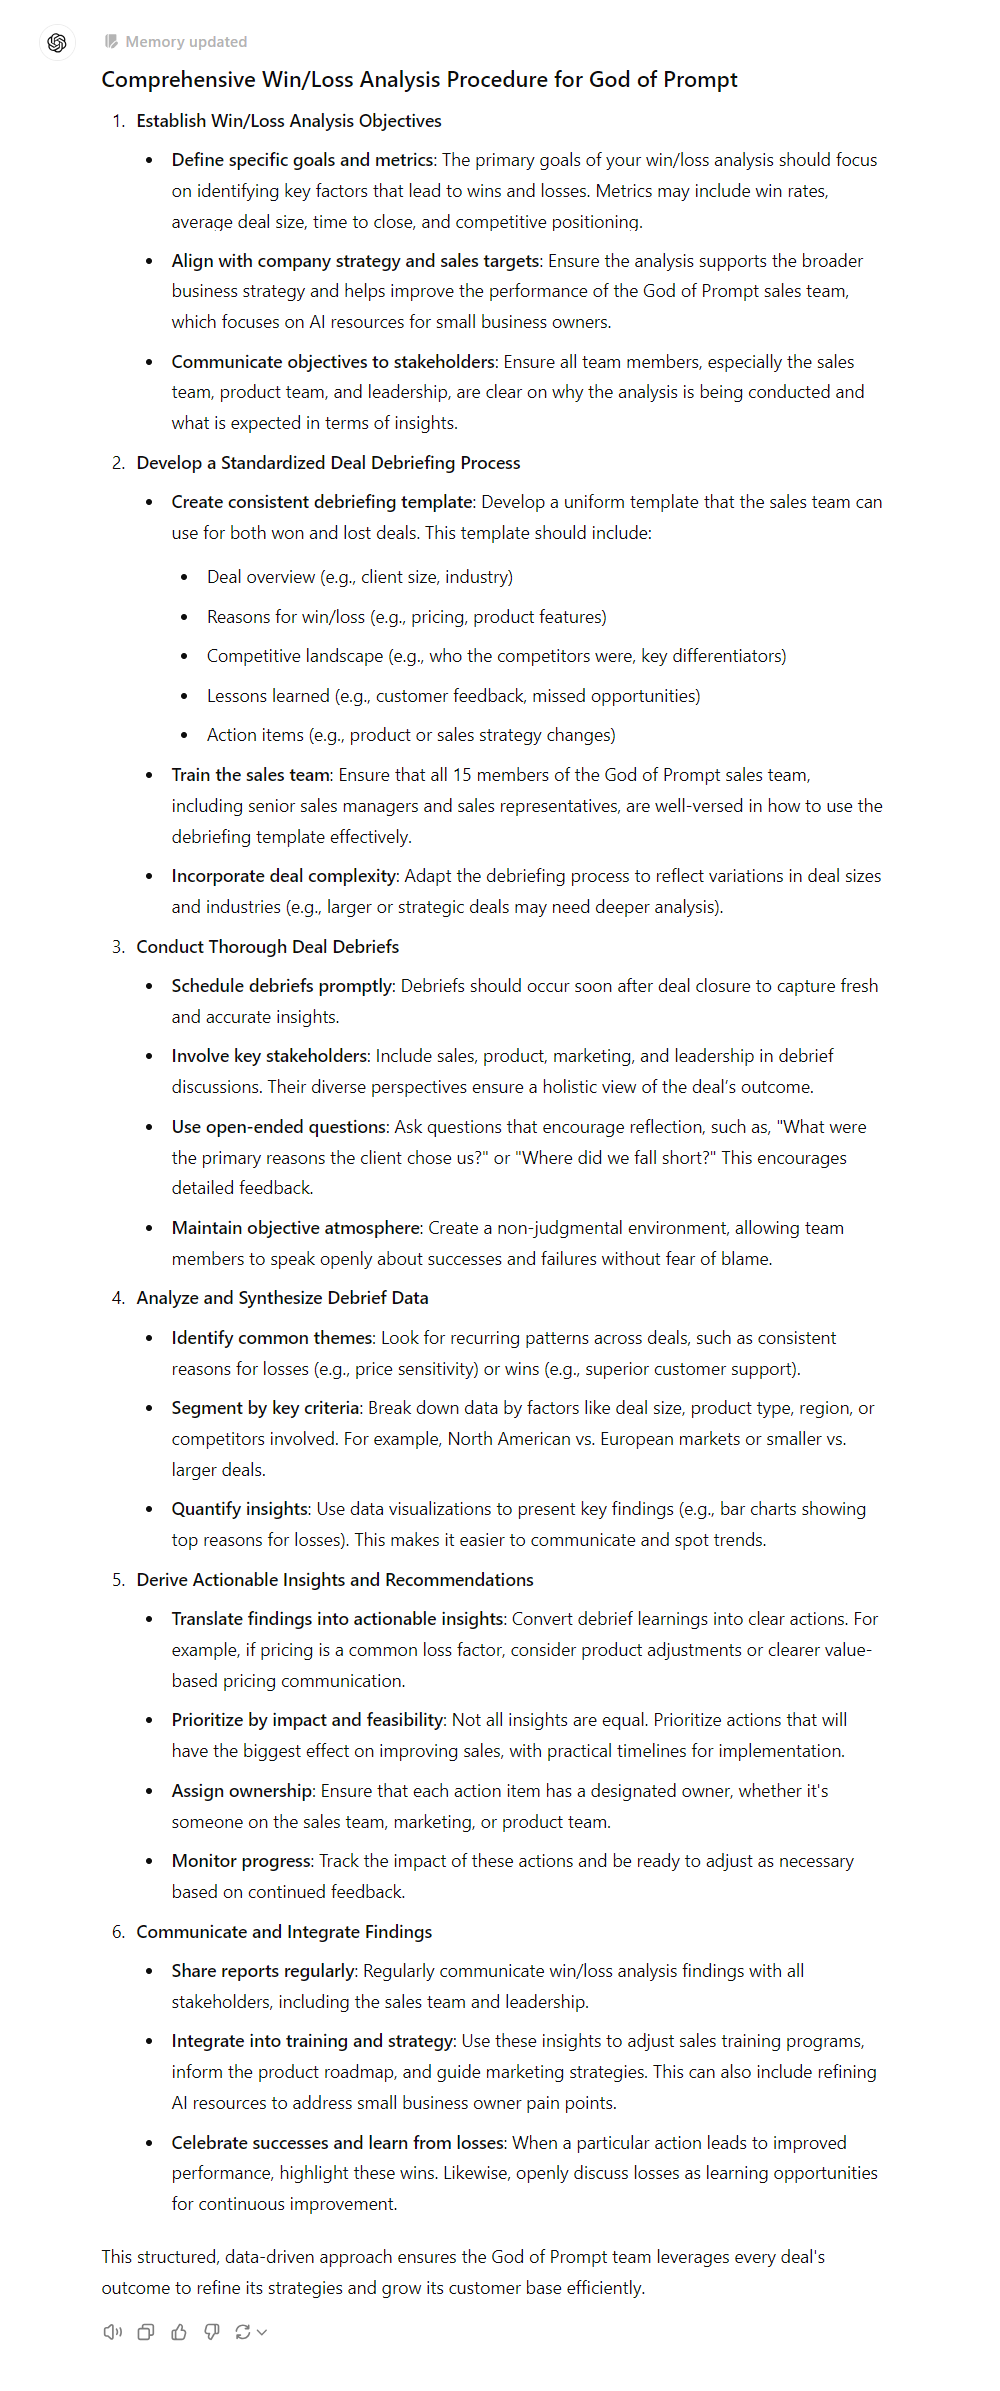 Memory updated
Comprehensive Win/Loss Analysis Procedure for God of Prompt
1. Establish Win/Loss Analysis Objectives
• Define specific goals and metrics: The primary goals of your win/loss analysis should focus
on identifying key factors that lead to wins and losses. Metrics may include win rates,
average deal size, time to close, and competitive positioning.
• Align with company strategy and sales targets: Ensure the analysis supports the broader
business strategy and helps improve the performance of the God of Prompt sales team,
which focuses on AI resources for small business owners.
• Communicate objectives to stakeholders: Ensure all team members, especially the sales
team, product team, and leadership, are clear on why the analysis is being conducted and
what is expected in terms of insights.
2. Develop a Standardized Deal Debriefing Process
• Create consistent debriefing template: Develop a uniform template that the sales team can
use for both won and lost deals. This template should include:
• Deal overview (e.g., client size, industry)
• Reasons for win/loss (e.g., pricing, product features)
• Competitive landscape (e.g., who the competitors were, key differentiators)
• Lessons learned (e.g., customer feedback, missed opportunities)
• Action items (e.g., product or sales strategy changes)
• Train the sales team: Ensure that all 15 members of the God of Prompt sales team,
including senior sales managers and sales representatives, are well-versed in how to use the
debriefing template effectively.
• Incorporate deal complexity: Adapt the debriefing process to reflect variations in deal sizes
and industries (e.g., larger or strategic deals may need deeper analysis).
3. Conduct Thorough Deal Debriefs
• Schedule debriefs promptly: Debriefs should occur soon after deal closure to capture fresh
and accurate insights.
• Involve key stakeholders: Include sales, product, marketing, and leadership in debrief
discussions. Their diverse perspectives ensure a holistic view of the deal's outcome.
• Use open-ended questions: Ask questions that encourage reflection, such as, "What were
the primary reasons the client chose us?" or "Where did we fall short?" This encourages
detailed feedback.
• Maintain objective atmosphere: Create a non-judgmental environment, allowing team
members to speak openly about successes and failures without fear of blame.
4. Analyze and Synthesize Debrief Data
• Identify common themes: Look for recurring patterns across deals, such as consistent
reasons for losses (e.g., price sensitivity) or wins (e.g., superior customer support).
• Segment by key criteria: Break down data by factors like deal size, product type, region, or
competitors involved. For example, North American vs. European markets or smaller vs.
larger deals.
• Quantify insights: Use data visualizations to present key findings (e.g., bar charts showing
top reasons for losses). This makes it easier to communicate and spot trends.
5. Derive Actionable Insights and Recommendations
• Translate findings into actionable insights: Convert debrief learnings into clear actions. For
example, if pricing is a common loss factor, consider product adjustments or clearer value-
based pricing communication.
• Prioritize by impact and feasibility: Not all insights are equal. Prioritize actions that will
have the biggest effect on improving sales, with practical timelines for implementation.
• Assign ownership: Ensure that each action item has a designated owner, whether it's
someone on the sales team, marketing, or product team.
• Monitor progress: Track the impact of these actions and be ready to adjust as necessary
based on continued feedback.
6. Communicate and Integrate Findings
• Share reports regularly: Regularly communicate win/loss analysis findings with all
stakeholders, including the sales team and leadership.
• Integrate into training and strategy: Use these insights to adjust sales training programs,
inform the product roadmap, and guide marketing strategies. This can also include refining
AI resources to address small business owner pain points.
• Celebrate successes and learn from losses: When a particular action leads to improved
performance, highlight these wins. Likewise, openly discuss losses as learning opportunities
for continuous improvement.
This structured, data-driven approach ensures the God of Prompt team leverages every deal's
outcome to refine its strategies and grow its customer base efficiently.